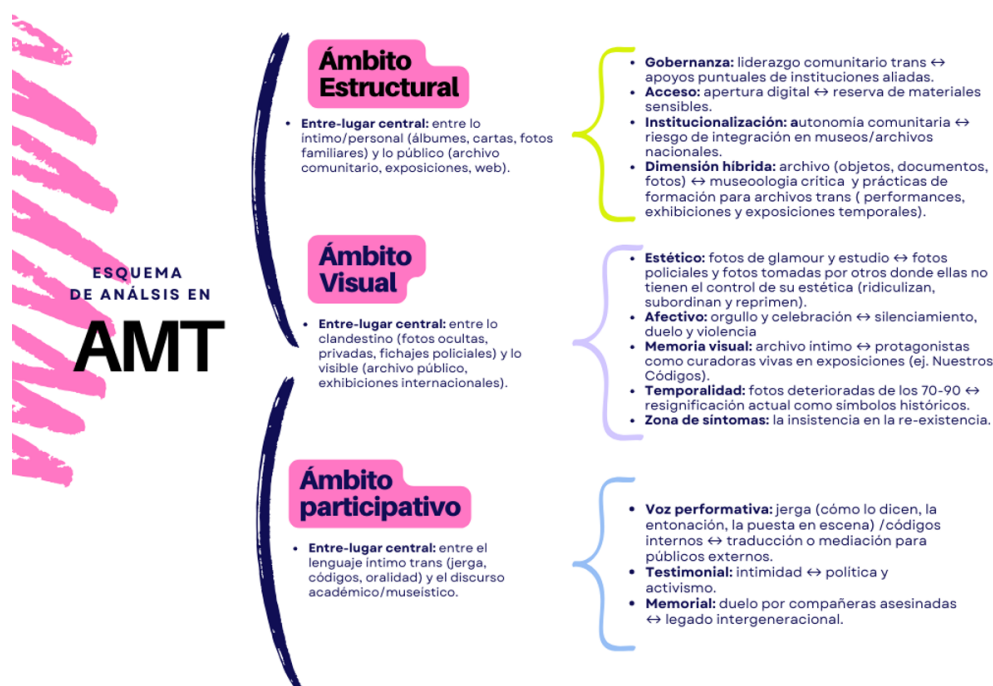 ESQUEMA
DE ANÁLSIS EN
AMT
Ámbito
Estructural
• Entre-lugar central: entre lo
íntimo/personal (álbumes, cartas, fotos
familiares) y lo público (archivo
comunitario, exposiciones, web).
• Gobernanza: liderazgo comunitario trans ↔
apoyos puntuales de instituciones aliadas.
• Acceso: apertura digital ↔ reserva de materiales
sensibles.
• Institucionalización: autonomía comunitaria ↔
riesgo de integración en museos/archivos
nacionales.
• Dimensión híbrida: archivo (objetos, documentos,
fotos) ↔ museoología crítica y prácticas de
formación para archivos trans ( performances,
exhibiciones y exposiciones temporales).
Ámbito
Visual
• Entre-lugar central: entre lo
clandestino (fotos ocultas,
privadas, fichajes policiales) y lo
visible (archivo público,
exhibiciones internacionales).
• Estético: fotos de glamour y estudio ↔ fotos
policiales y fotos tomadas por otros donde ellas no
tienen el control de su estética (ridiculizan,
subordinan y reprimen).
• Afectivo: orgullo y celebración ↔ silenciamiento,
duelo y violencia
• Memoria visual: archivo íntimo ↔ protagonistas
como curadoras vivas en exposiciones (ej. Nuestros
Códigos).
• Temporalidad: fotos deterioradas de los 70-90 ↔
resignificación actual como símbolos históricos.
• Zona de síntomas: la insistencia en la re-existencia.
Ámbito
participativo
• Entre-lugar central: entre el
lenguaje íntimo trans (jerga,
códigos, oralidad) y el discurso
académico/museístico.
• Voz performativa: jerga (cómo lo dicen, la
entonación, la puesta en escena) /códigos
internos ↔ traducción o mediación para
públicos externos.
• Testimonial: intimidad ↔ política y
activismo.
• Memorial: duelo por compañeras asesinadas
↔ legado intergeneracional.